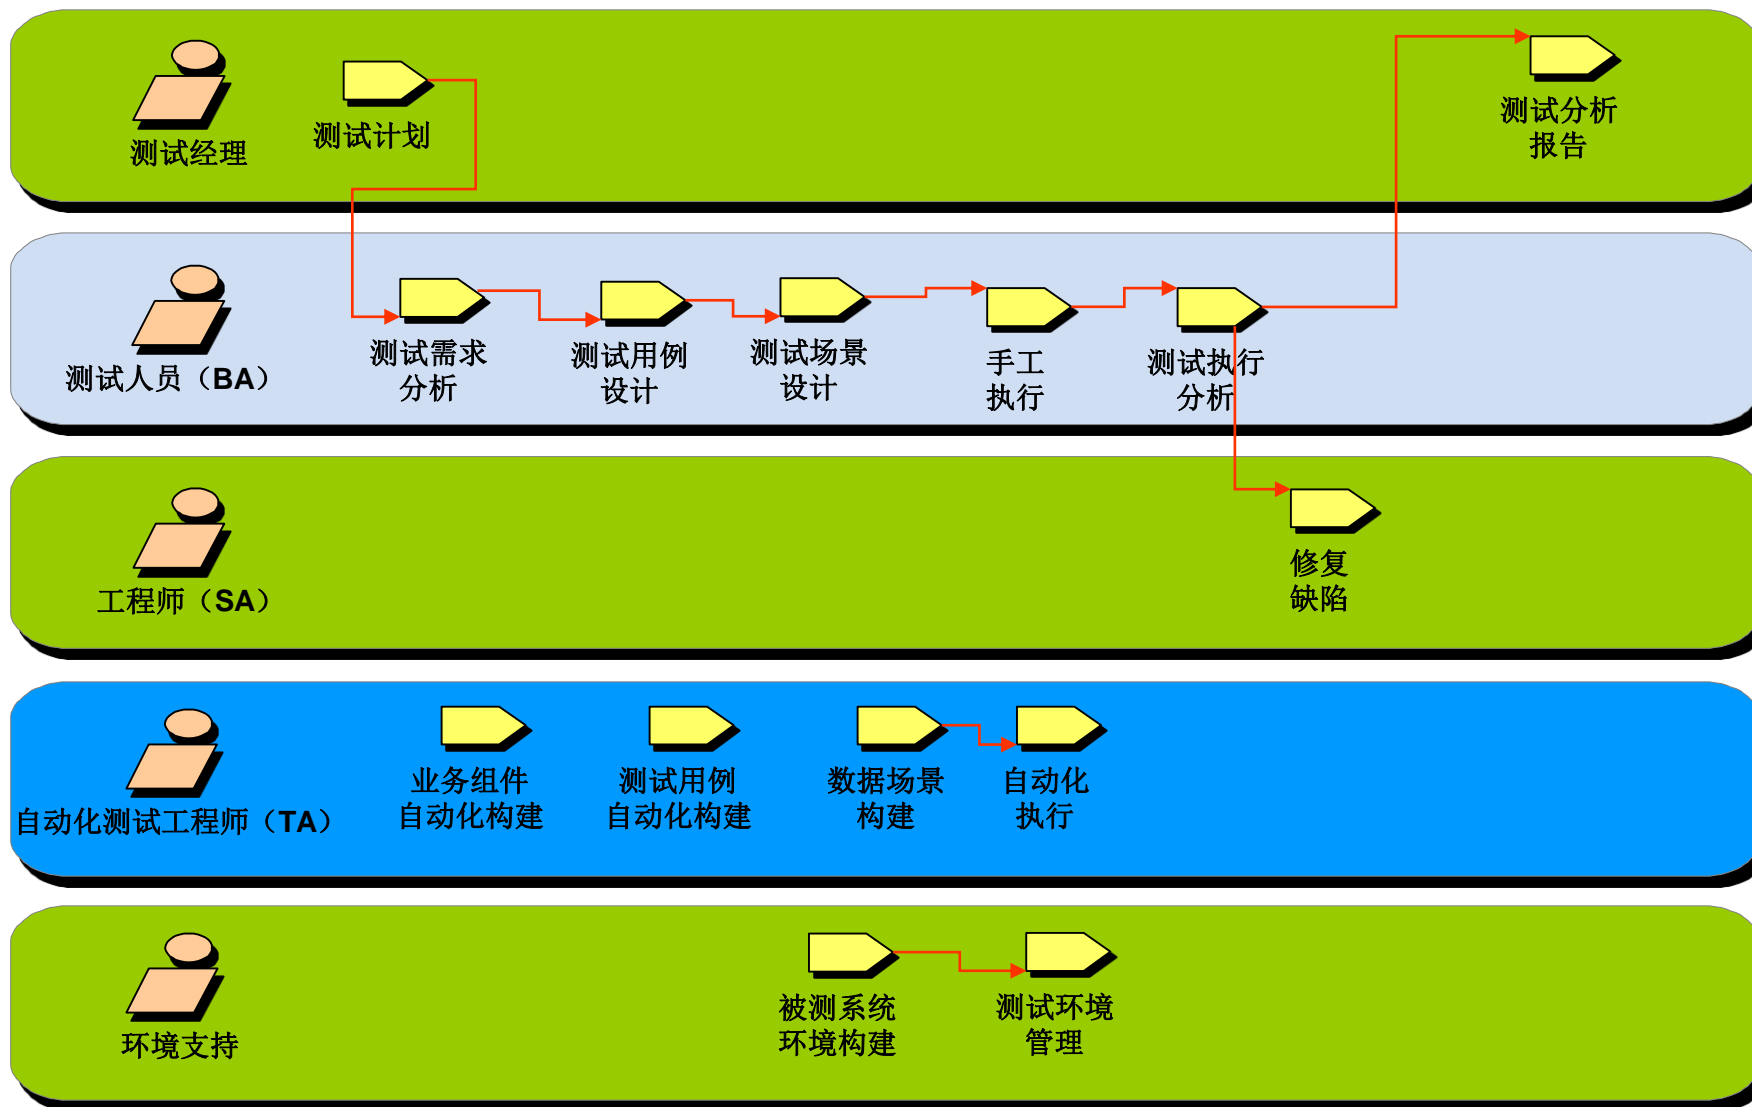 测试经理
测试计划
测试分析
报告
测试人员（BA）
测试需求
分析
测试用例
设计
测试场景
设计
手工
执行
测试执行
分析
工程师（SA）
修复
缺陷
自动化测试工程师（TA）
业务组件
自动化构建
测试用例
自动化构建
数据场景
构建
自动化
执行
环境支持
被测系统
环境构建
测试环境
管理